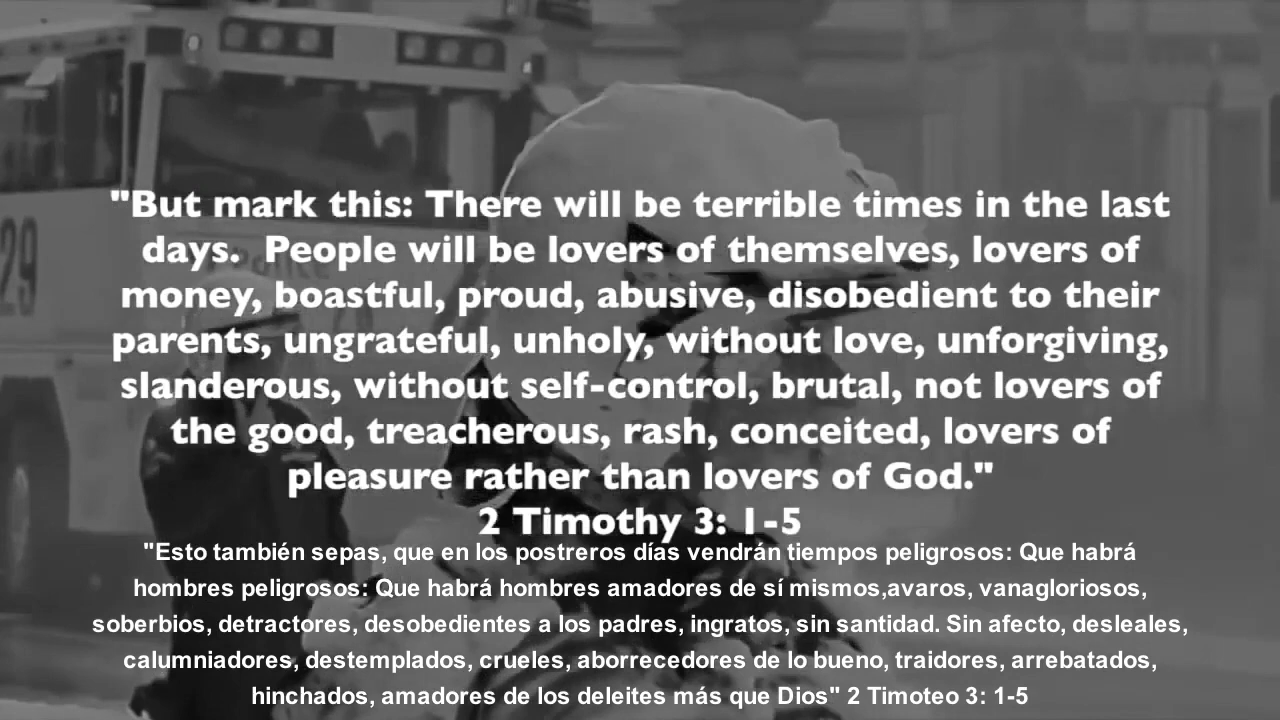 29
Police
"But mark this: There will be terrible times in the last
days.  People will be lovers of themselves, lovers of
money, boastful, proud, abusive, disobedient to their
parents, ungrateful, unholy, without love, unforgiving,
slanderous, without self-control, brutal, not lovers of
the good, treacherous, rash, conceited, lovers of
pleasure rather than lovers of God."
2 Timothy 3: 1-5
"Esto también sepas, que en los postreros días vendrán tiempos peligrosos: Que habrá
hombres peligrosos: Que habrá hombres amadores de sí mismos,avaros, vanagloriosos,
soberbios, detractores, desobedientes a los padres, ingratos, sin santidad. Sin afecto, desleales,
calumniadores, destemplados, crueles, aborrecedores de lo bueno, traidores, arrebatados,
hinchados, amadores de los deleites más que Dios" 2 Timoteo 3: 1-5